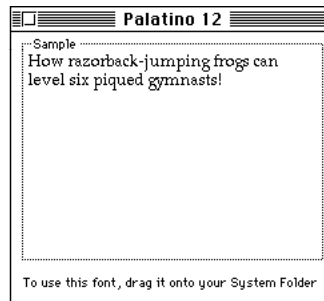 Palatino 12
Sample
How razorback-jumping frogs can
level six piqued gymnasts!
To use this font, drag it onto your System Folder